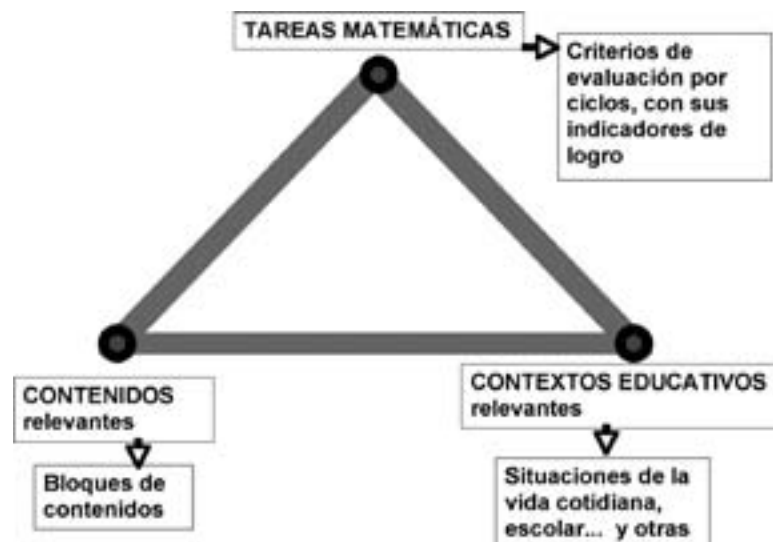 TAREAS MATEMÁTICAS
Criterios de
evaluación por
ciclos, con sus
indicadores de
logro
CONTENIDOS
relevantes
Bloques de
contenidos
CONTEXTOS EDUCATIVOS
relevantes
Situaciones de la
vida cotidiana,
escolar... y otras